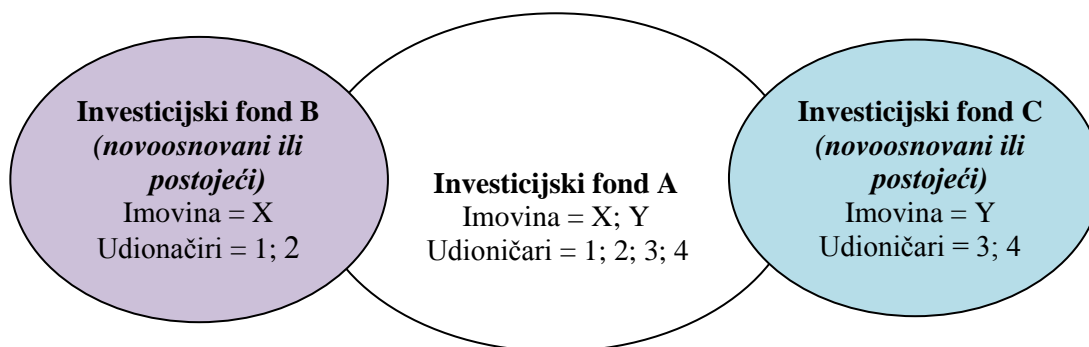 Investicijski fond B
(novoosnovani ili
postojeći)
Imovina = X
Udionačiri = 1; 2
Investicijski fond A
Imovina = X; Y
Udioničari = 1; 2; 3; 4
Investicijski fond C
(novoosnovani ili
postojeći)
Imovina = Y
Udioničari = 3; 4